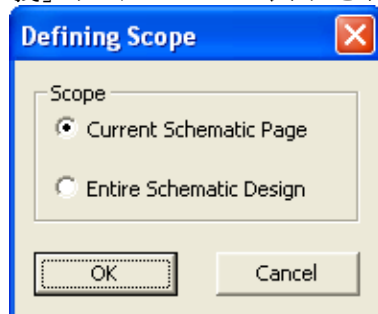 Defining Scope
Scope
Current Schematic Page
Entire Schematic Design
OK
Cancel